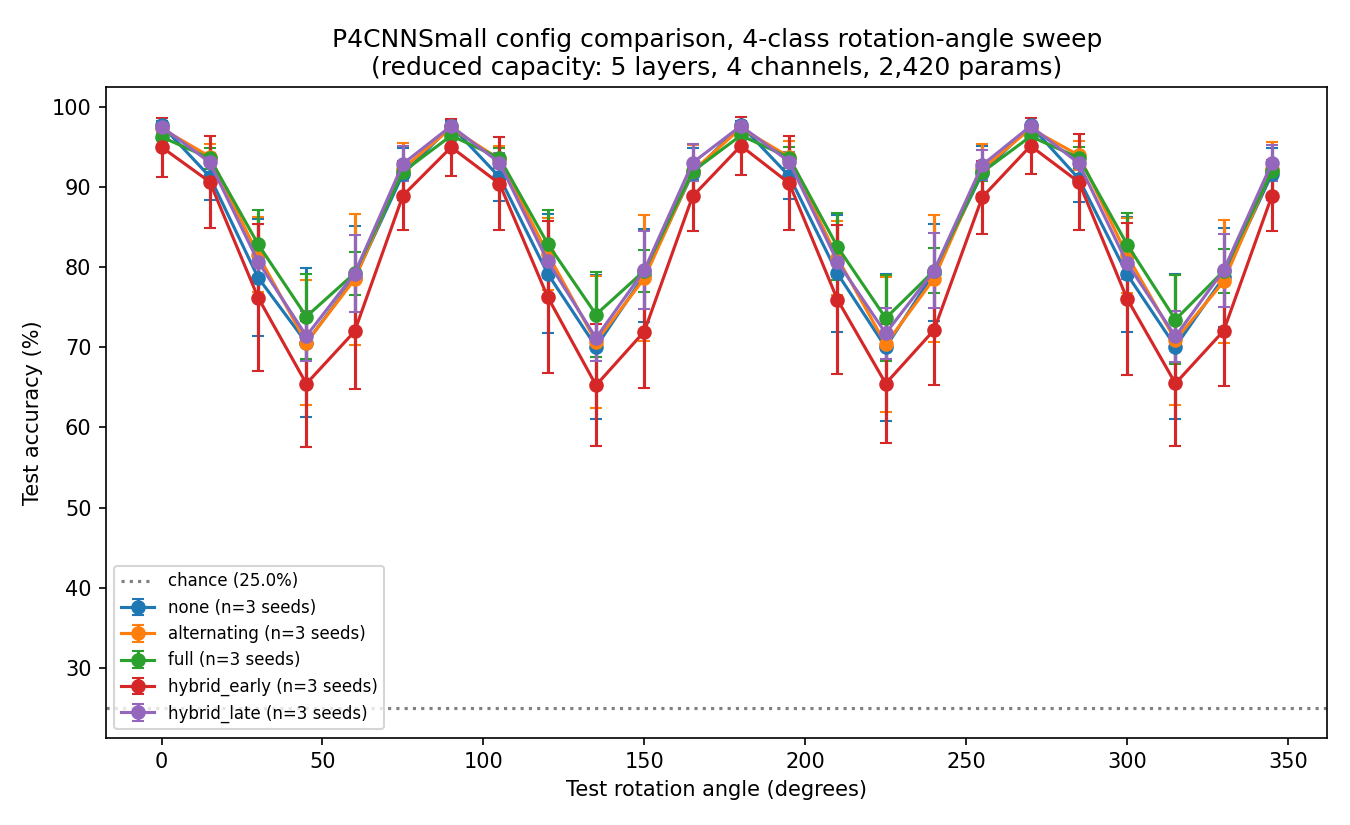 P4CNNSmall config comparison, 4-class rotation-angle sweep
(reduced capacity: 5 layers, 4 channels, 2,420 params)
Test accuracy (%)
100
90
80
70
60
50
40
30
chance (25.0%)
none (n=3 seeds)
alternating (n=3 seeds)
full (n=3 seeds)
hybrid_early (n=3 seeds)
hybrid_late (n=3 seeds)
0
50
100
150
200
250
300
350
Test rotation angle (degrees)